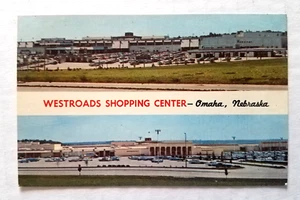 WESTROADS SHOPPING CENTER — Omaha, Nebraska